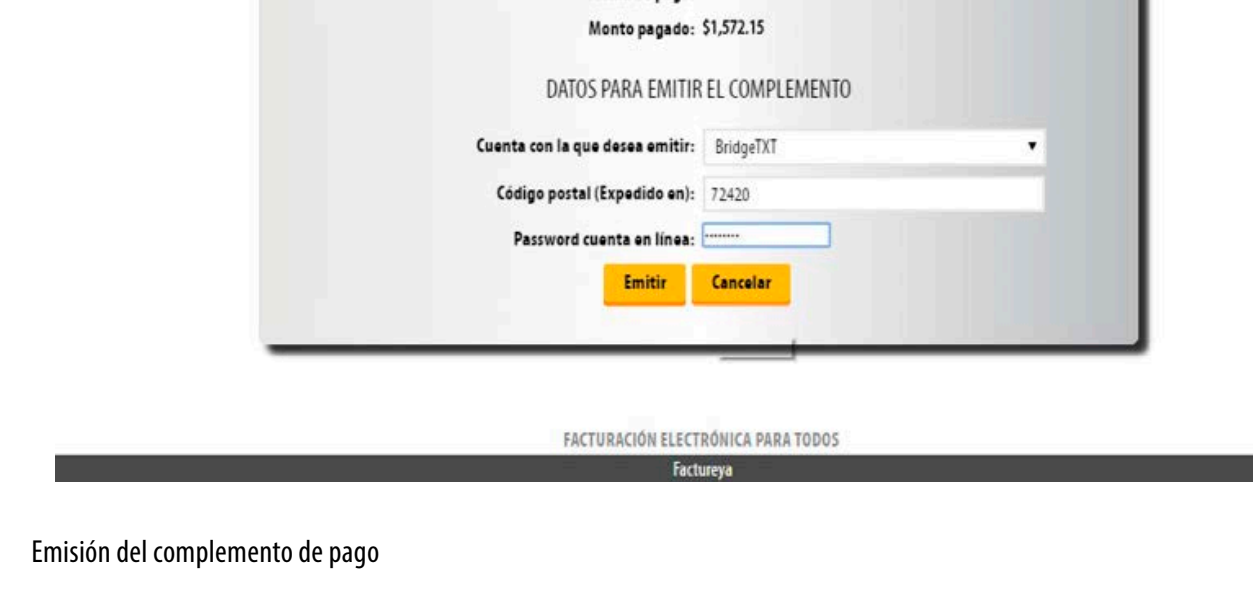 Monto pagado: $1,572.15
DATOS PARA EMITIR EL COMPLEMENTO
Cuenta con la que desea emitir: BridgeTXT
Código postal (Expedido en): 72420
Password cuenta en línea: ········
Emitir Cancelar
FACTURACIÓN ELECTRÓNICA PARA TODOS
Factureya
Emisión del complemento de pago